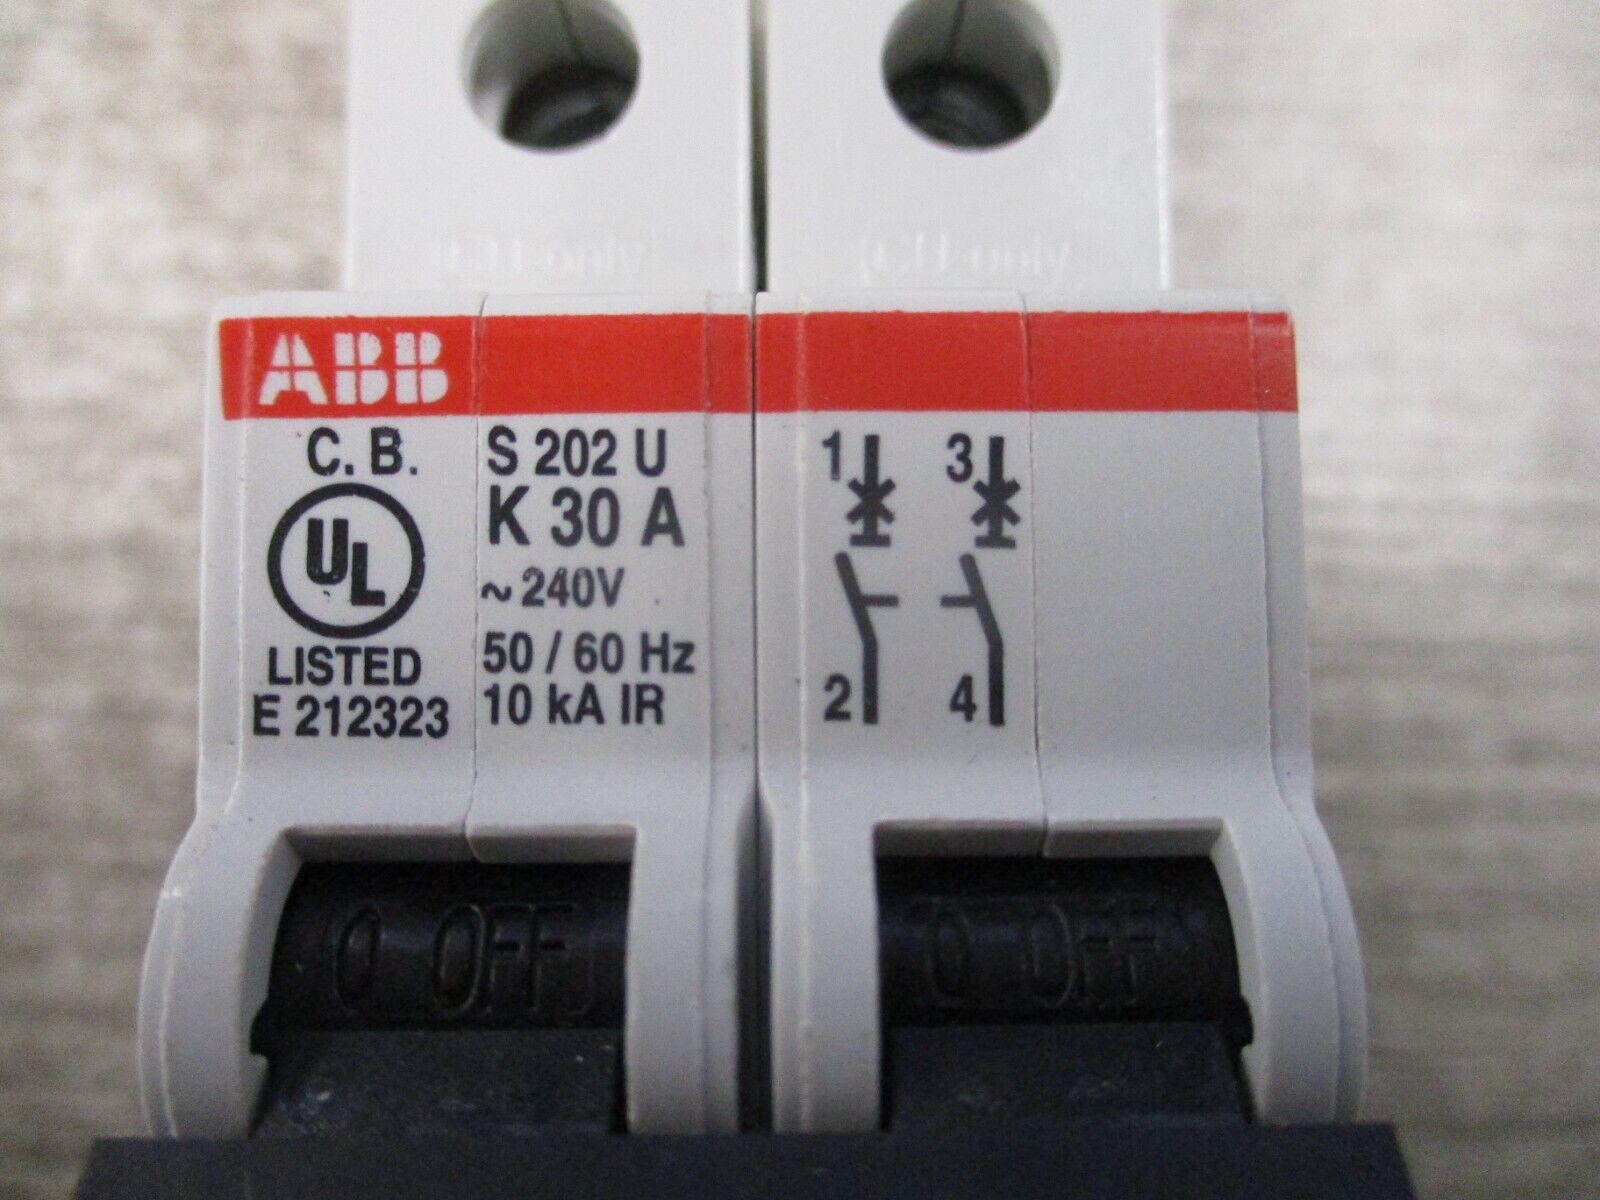 ABB
C. B.
UL
LISTED
E 212323
S 202 U
K 30 A
~ 240V
50 / 60 Hz
10 kA IR
1 3
2 4
0 OFF
0 OFF